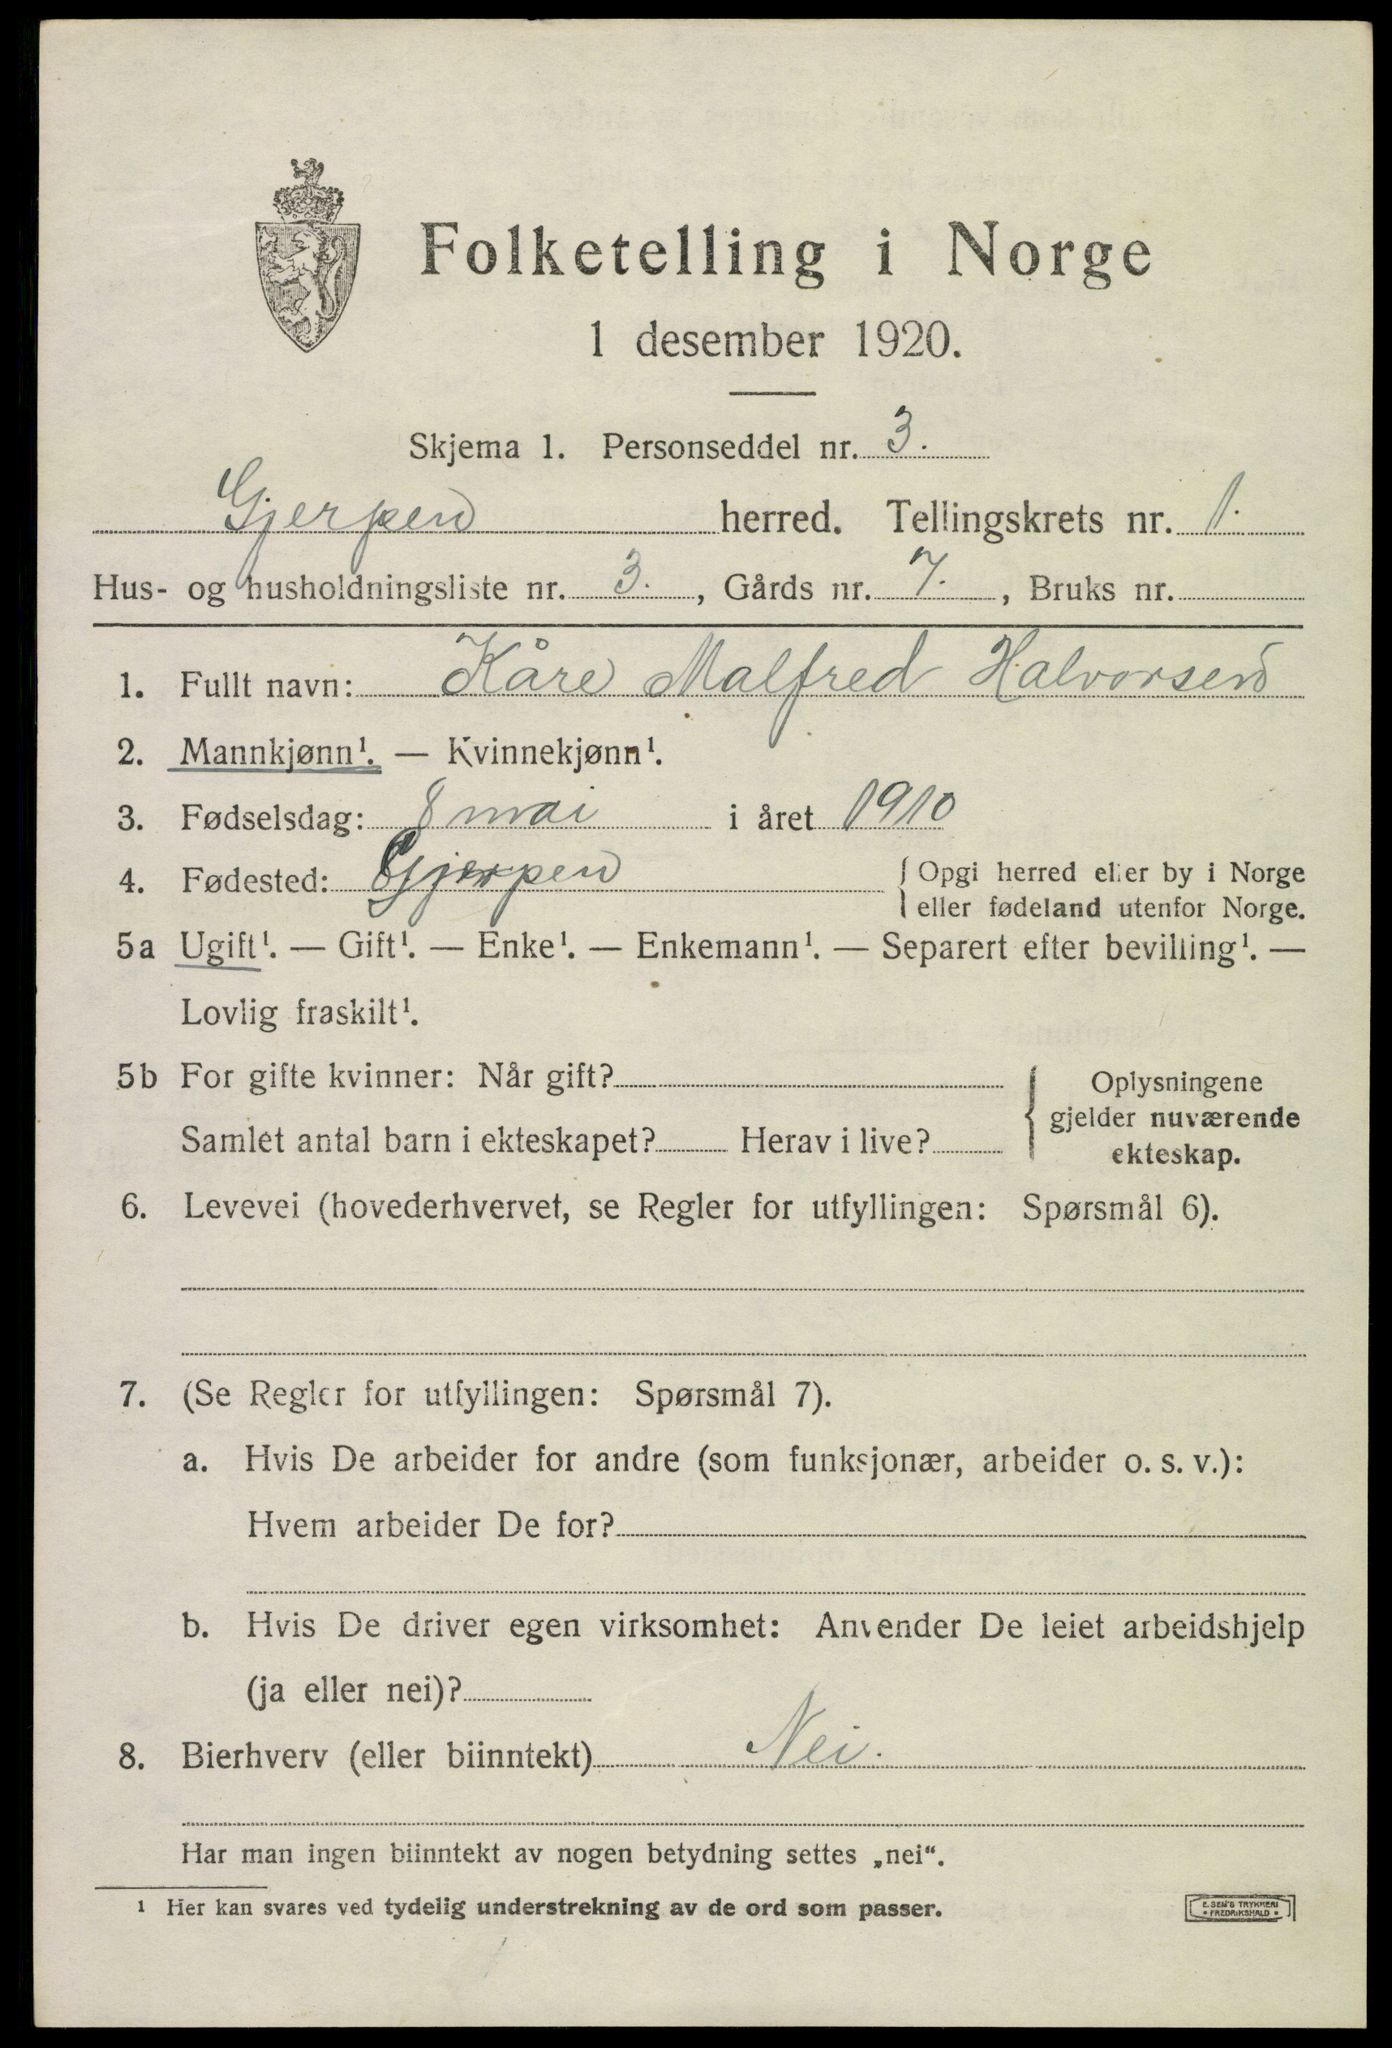 Folketelling i Norge
1 desember 1920.
Skjema 1. Personseddel nr. 3.
Gjerpen herred. Tellingskrets nr. 1.
Hus- og husholdningsliste nr. 3., Gårds nr. 7., Bruks nr.
1. Fullt navn: Kåre Malfred Halvorsen
2. Mannkjønn¹. — Kvinnekjønn¹.
3. Fødselsdag: 8 mai i året 1910
4. Fødested: Gjerpen { Opgi herred eller by i Norge
eller fødeland utenfor Norge.
5a Ugift¹. — Gift¹. — Enke¹. — Enkemann¹. — Separert efter bevilling¹. —
Lovlig fraskilt¹.
5b For gifte kvinner: Når gift? { Oplysningene
gjelder nuværende
Samlet antal barn i ekteskapet? Herav i live? ekteskap.
6. Levevei (hovederhvervet, se Regler for utfyllingen: Spørsmål 6).
7. (Se Regler for utfyllingen: Spørsmål 7).
a. Hvis De arbeider for andre (som funksjonær, arbeider o. s. v.):
Hvem arbeider De for?
b. Hvis De driver egen virksomhet: Anvender De leiet arbeidshjelp
(ja eller nei)?
8. Bierhverv (eller biinntekt) Nei.
Har man ingen biinntekt av nogen betydning settes „nei“.
¹ Her kan svares ved tydelig understrekning av de ord som passer.
E. SEM'S TRYKKERI
• FREDRIKSHALD •